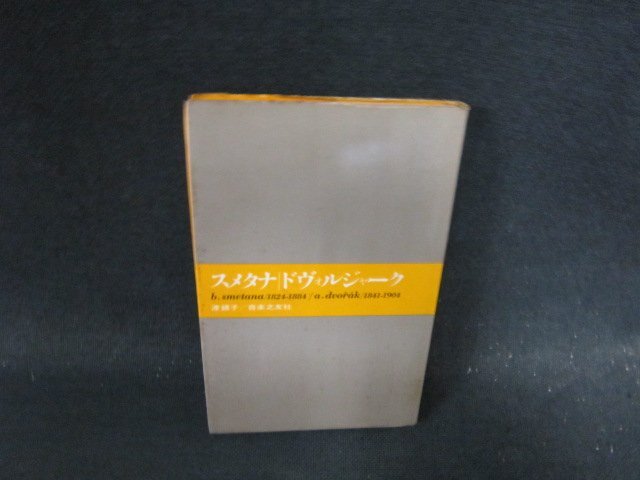 スメタナ|ドヴォルジャーク
b.smetana/1824-1884/a.dvořák/1841-1904
渡鏡子/音楽之友社